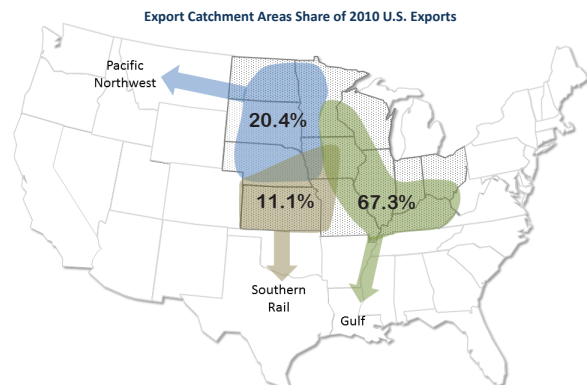 Export Catchment Areas Share of 2010 U.S. Exports
Pacific
Northwest
20.4%
11.1%
67.3%
Southern
Rail
Gulf